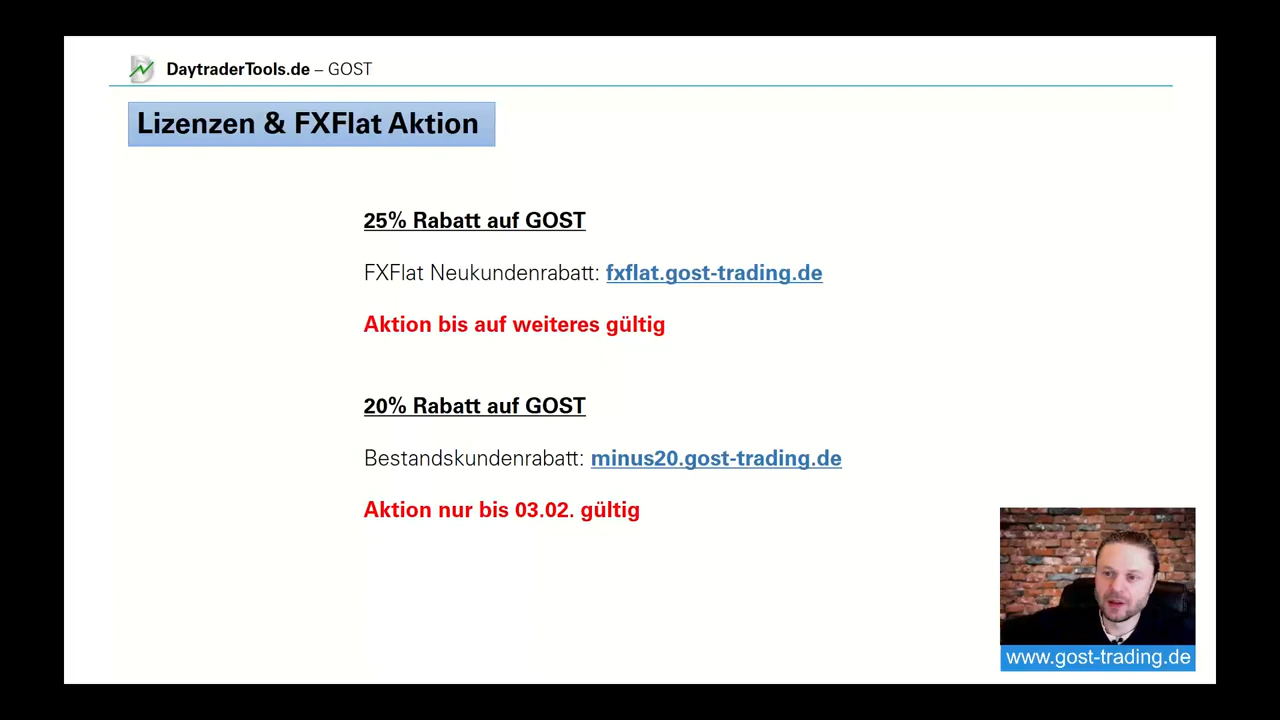 DaytraderTools.de – GOST
Lizenzen & FXFlat Aktion
25% Rabatt auf GOST
FXFlat Neukundenrabatt: fxflat.gost-trading.de
Aktion bis auf weiteres gültig
20% Rabatt auf GOST
Bestandskundenrabatt: minus20.gost-trading.de
Aktion nur bis 03.02. gültig
www.gost-trading.de